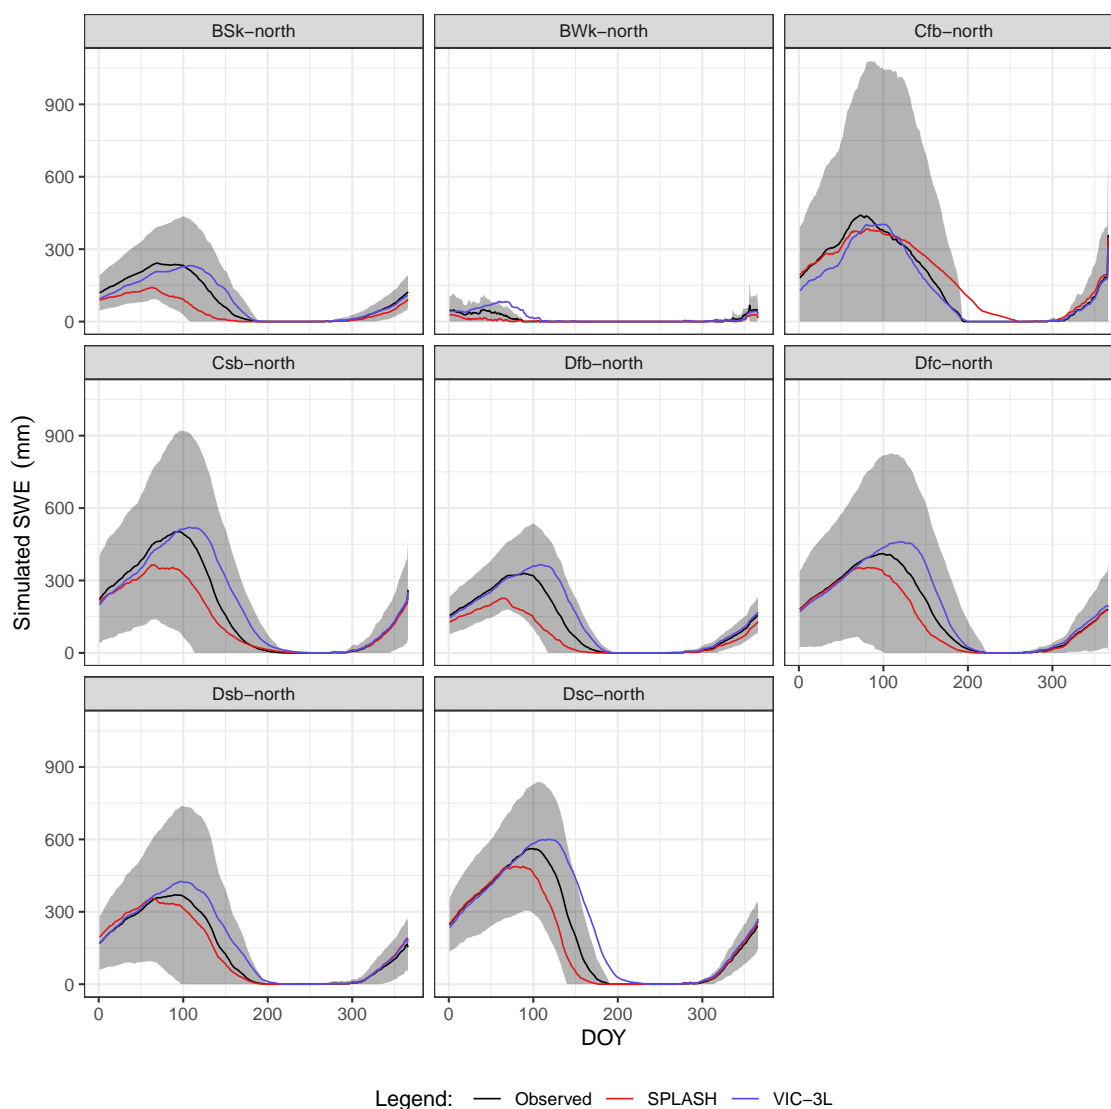 BSk−north BWk−north Cfb−north
900
600
300
0
Csb−north Dfb−north Dfc−north
900
600
300
0
0 100 200 300
Dsb−north Dsc−north
900
600
300
0
0 100 200 300 0 100 200 300
Simulated SWE (mm)
DOY
Legend: Observed SPLASH VIC−3L